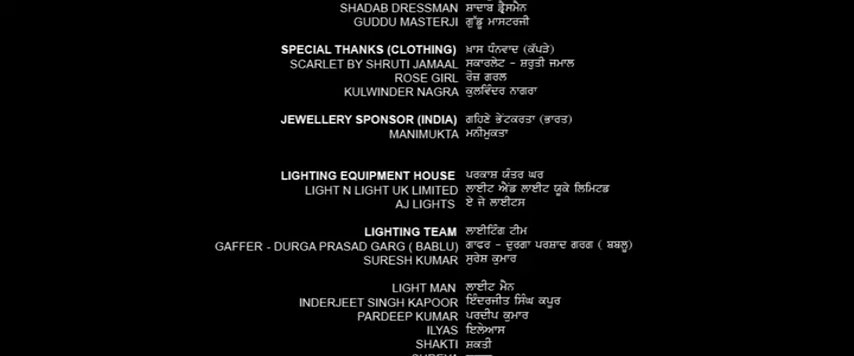 SHADAB DRESSMAN ਸ਼ਾਦਾਬ ਡ੍ਰੈਸਮੈਨ
GUDDU MASTERJI ਗੁੱਡੂ ਮਾਸਟਰਜੀ
SPECIAL THANKS (CLOTHING) ਖ਼ਾਸ ਧੰਨਵਾਦ (ਕੱਪੜੇ)
SCARLET BY SHRUTI JAMAAL ਸਕਾਰਲੇਟ - ਸ਼ਰੁਤੀ ਜਮਾਲ
ROSE GIRL ਰੋਜ਼ ਗਰਲ
KULWINDER NAGRA ਕੁਲਵਿੰਦਰ ਨਾਗਰਾ
JEWELLERY SPONSOR (INDIA) ਗਹਿਣੇ ਭੇਂਟਕਰਤਾ (ਭਾਰਤ)
MANIMUKTA ਮਨੀਮੁਕਤਾ
LIGHTING EQUIPMENT HOUSE ਪਰਕਾਸ਼ ਯੰਤਰ ਘਰ
LIGHT N LIGHT UK LIMITED ਲਾਈਟ ਐਂਡ ਲਾਈਟ ਯੂਕੇ ਲਿਮਿਟਡ
AJ LIGHTS ਏ ਜੇ ਲਾਈਟਸ
LIGHTING TEAM ਲਾਈਟਿੰਗ ਟੀਮ
GAFFER - DURGA PRASAD GARG ( BABLU) ਗਾਫਰ - ਦੁਰਗਾ ਪਰਸ਼ਾਦ ਗਰਗ ( ਬਬਲੂ)
SURESH KUMAR ਸੁਰੇਸ਼ ਕੁਮਾਰ
LIGHT MAN ਲਾਈਟ ਮੈਨ
INDERJEET SINGH KAPOOR ਇੰਦਰਜੀਤ ਸਿੰਘ ਕਪੂਰ
PARDEEP KUMAR ਪਰਦੀਪ ਕੁਮਾਰ
ILYAS ਇਲੇਆਸ
SHAKTI ਸ਼ਕਤੀ